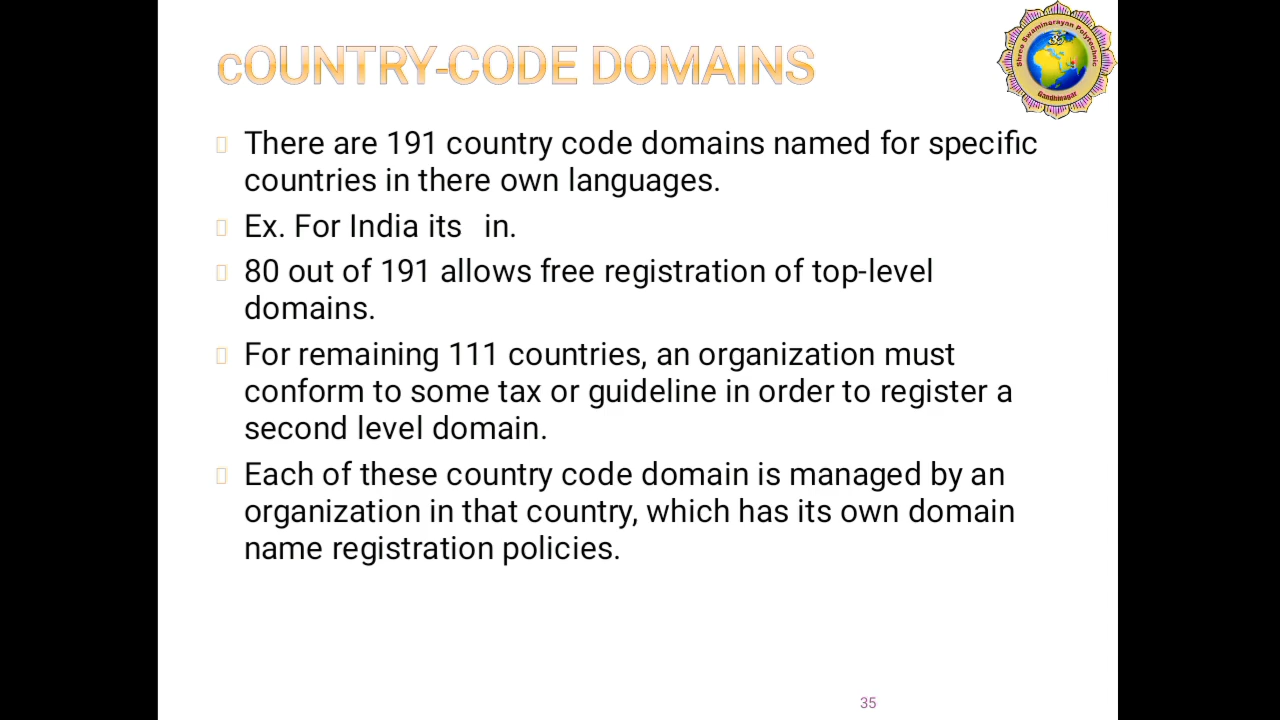 cOUNTRY-CODE DOMAINS
Shree Swaminarayan Polytechnic
Gandhinagar
There are 191 country code domains named for specific
countries in there own languages.
Ex. For India its in.
80 out of 191 allows free registration of top-level
domains.
For remaining 111 countries, an organization must
conform to some tax or guideline in order to register a
second level domain.
Each of these country code domain is managed by an
organization in that country, which has its own domain
name registration policies.
35